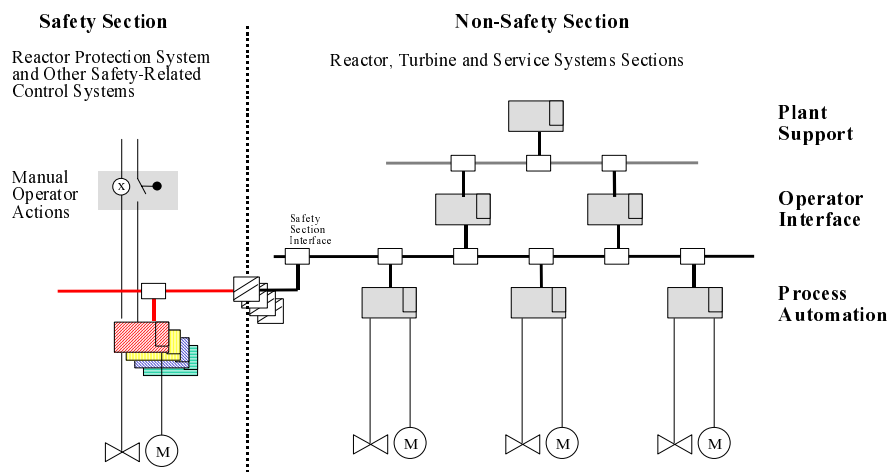 Safety Section
Non-Safety Section
Reactor Protection System
and Other Safety-Related
Control Systems
Reactor, Turbine and Service Systems Sections
Plant
Support
Manual
Operator
Actions
X
Operator
Interface
Safety
Section
Interface
Process
Automation
M
M
M
M